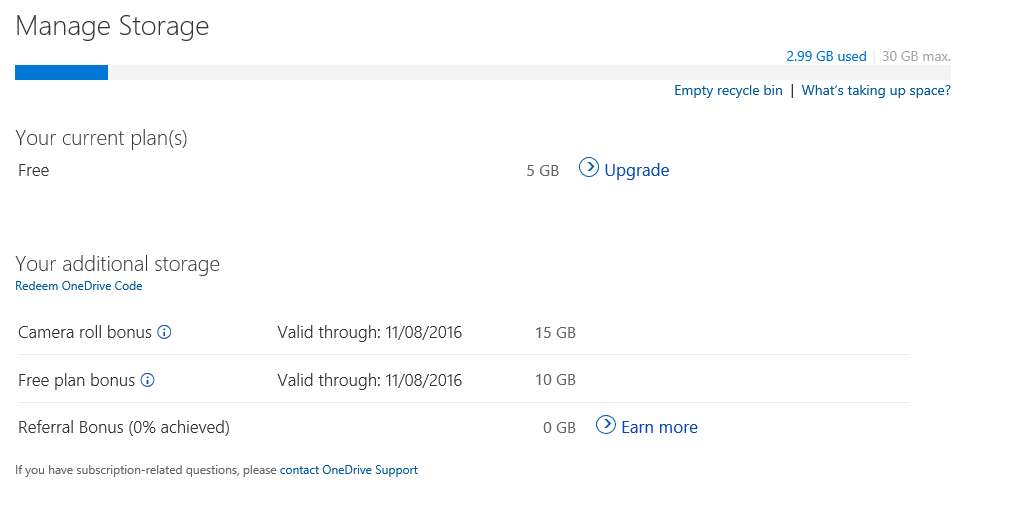 Manage Storage
2.99 GB used | 30 GB max.
Empty recycle bin | What's taking up space?
Your current plan(s)
Free 5 GB Upgrade
Your additional storage
Redeem OneDrive Code
Camera roll bonus Valid through: 11/08/2016 15 GB
Free plan bonus Valid through: 11/08/2016 10 GB
Referral Bonus (0% achieved) 0 GB Earn more
If you have subscription-related questions, please contact OneDrive Support